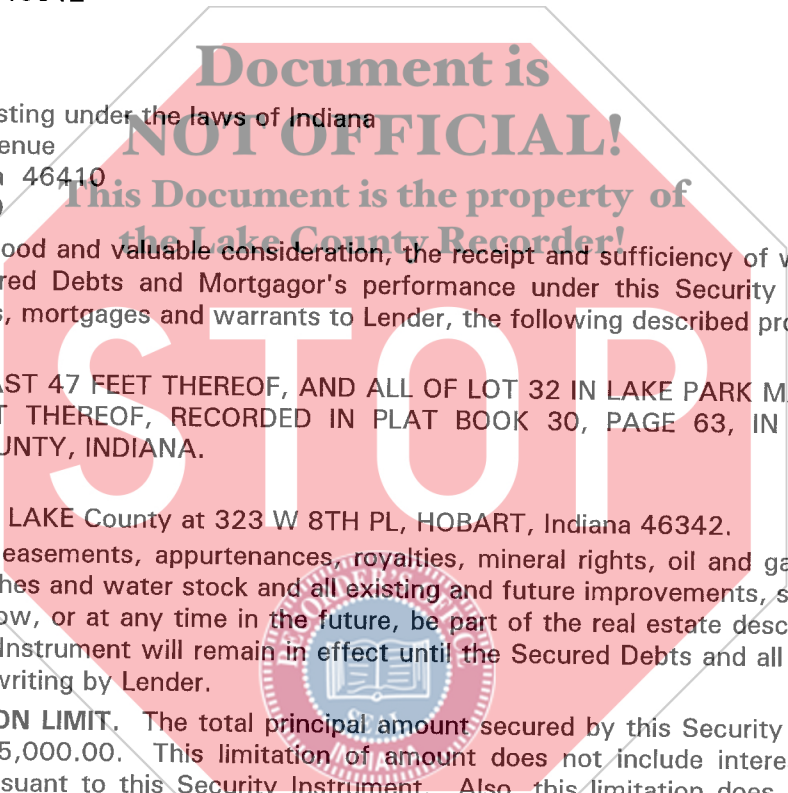 Document is
sting under the laws of Indiana
NOT OFFICIAL!
enue
46410
This Document is the property of
the Lake County Recorder!
ood and valuable consideration, the receipt and sufficiency of
red Debts and Mortgagor's performance under this Security
, mortgages and warrants to Lender, the following described pro
STOP
AST 47 FEET THEREOF, AND ALL OF LOT 32 IN LAKE PARK M
T THEREOF, RECORDED IN PLAT BOOK 30, PAGE 63, IN
UNTY, INDIANA.
LAKE County at 323 W 8TH PL, HOBART, Indiana 46342.
easements, appurtenances, royalties, mineral rights, oil and ga
hes and water stock and all existing and future improvements, s
ow, or at any time in the future, be part of the real estate desc
Instrument will remain in effect until the Secured Debts and all
writing by Lender.
RECORDER'S OFFICE
SEAL
INDIANA
ON LIMIT. The total principal amount secured by this Security
5,000.00. This limitation of amount does not include intere
suant to this Security Instrument. Also, this limitation does